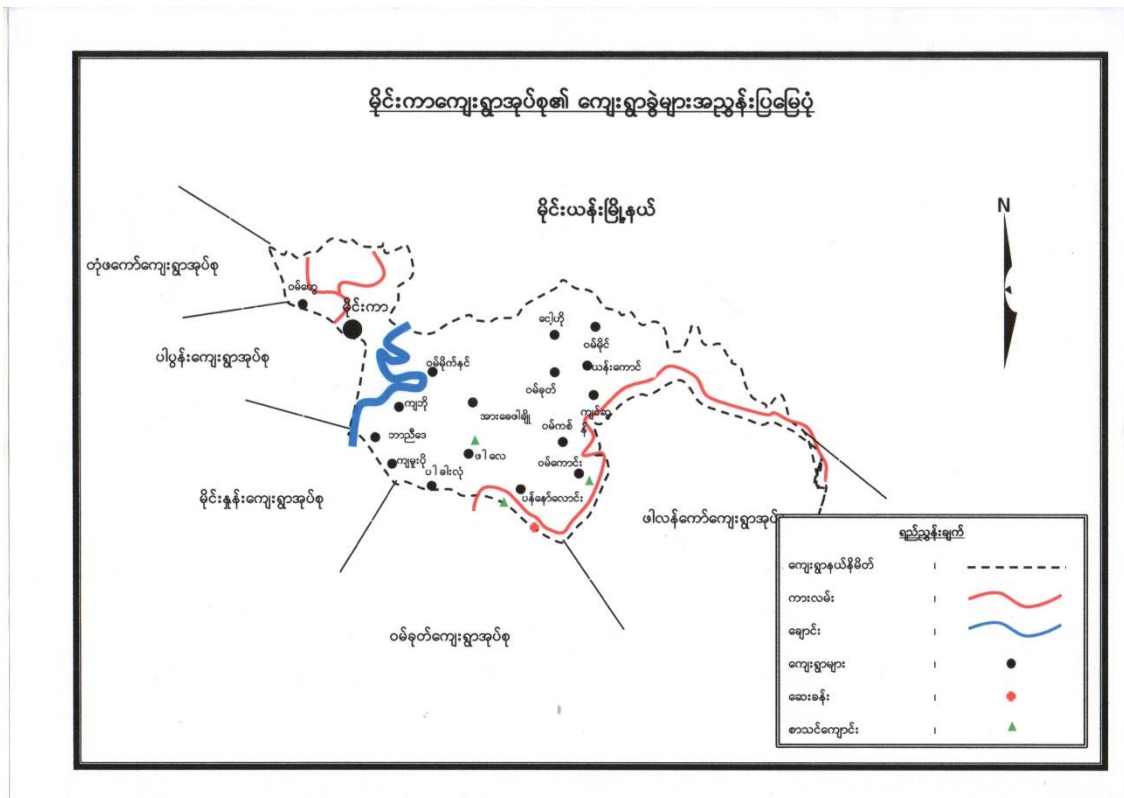 မိုင်းကာကျေးရွာအုပ်စု၏ ကျေးရွာခွဲများအညွှန်းပြမြေပုံ
မိုင်းယန်းမြို့နယ်
N
တုံဖကော်ကျေးရွာအုပ်စု
ဝမ်တွေ
မိုင်းကာ
ပါပွန်းကျေးရွာအုပ်စု
ငေါ့ဟို
ဝမ်မိုင်
ယန်းကောင်
ဝမ်မိုက်နင်
ဝမ်ခုတ်
ကျဘို
အားခေဖါချို
ကျင်ဆွန်
ဝမ်ကစ်
ဘာညီဒေ
ကျမူးပို
ဖါလေ
ဝမ်ကောင်း
ပါခါးလုံ
ပန်နော်လောင်း
မိုင်းနွန်းကျေးရွာအုပ်စု
ဖါလန်ကော်ကျေးရွာအုပ်
ဝမ်ခုတ်ကျေးရွာအုပ်စု
ရည်ညွှန်းချက်
ကျေးရွာနယ်နိမိတ် ၊
ကားလမ်း ၊
ချောင်း ၊
ကျေးရွာများ ၊
ဆေးခန်း ၊
စာသင်ကျောင်း ၊